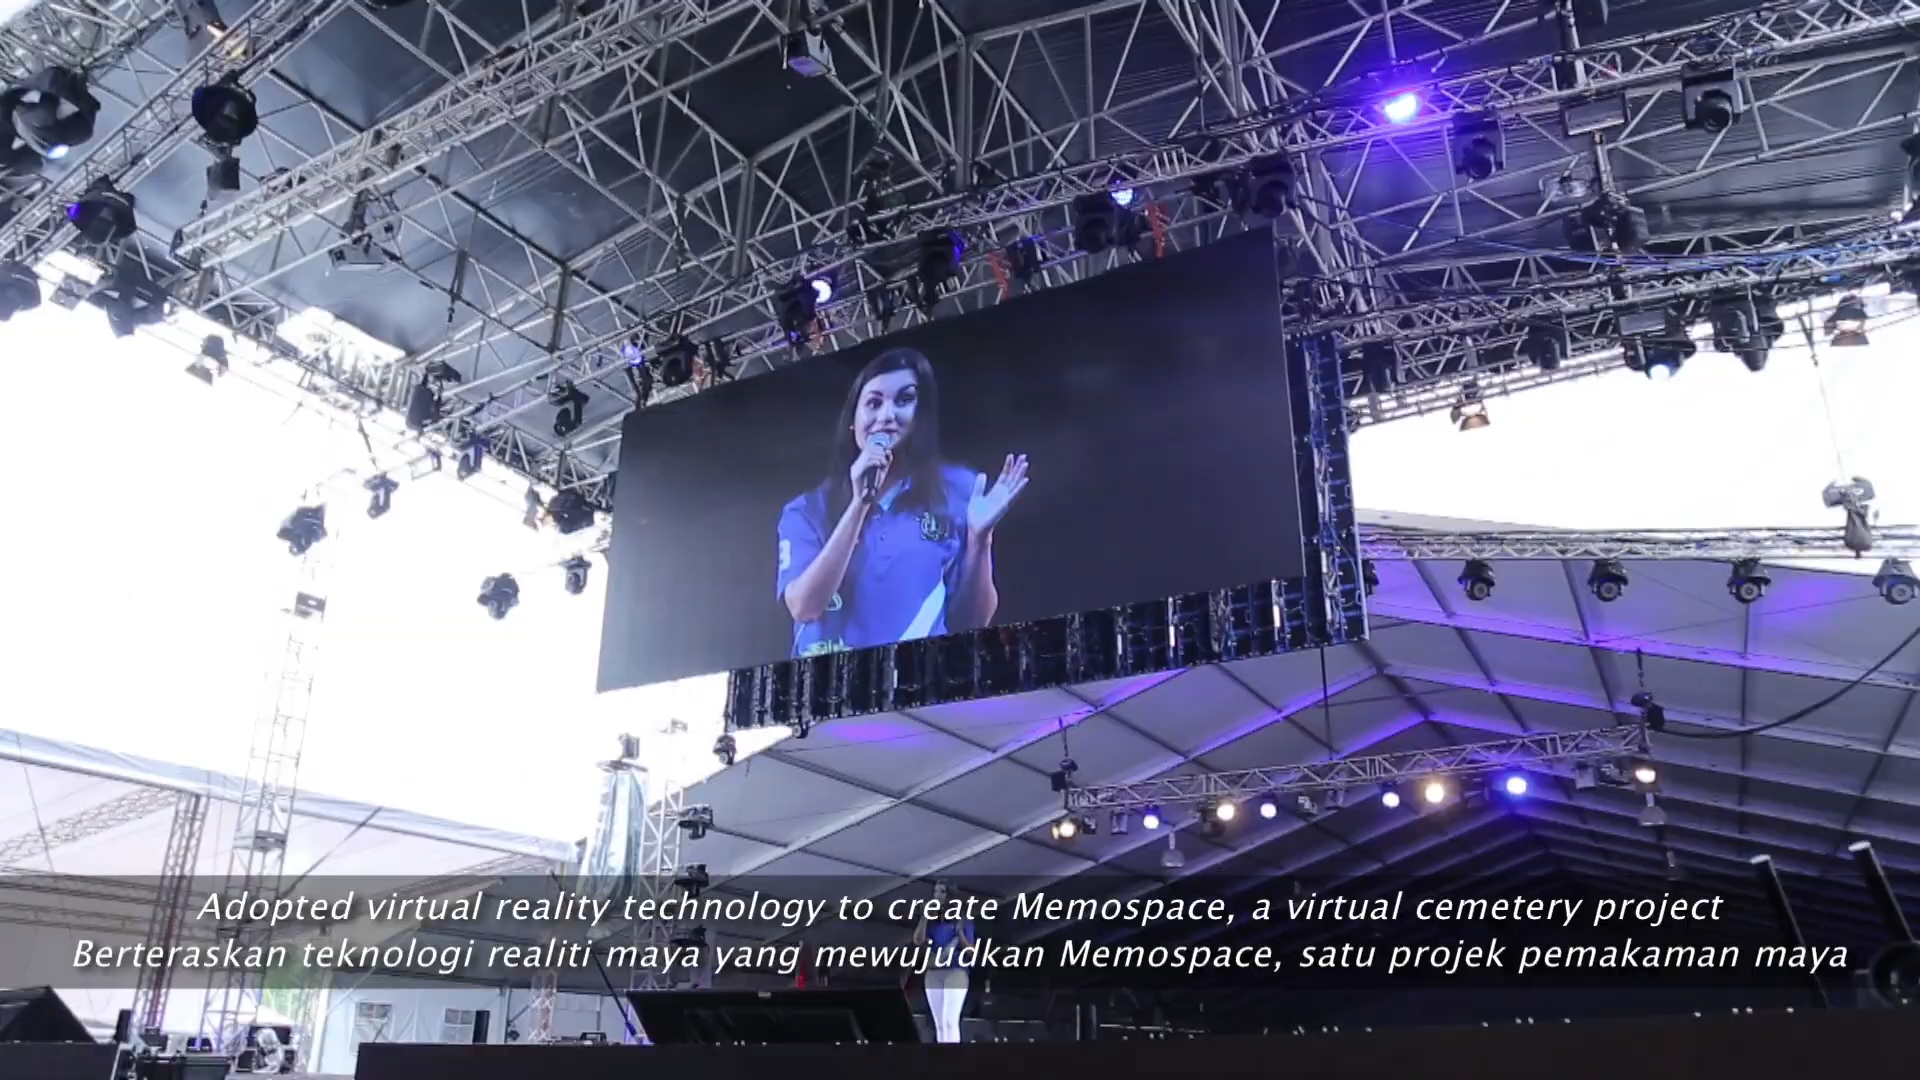 Adopted virtual reality technology to create Memospace, a virtual cemetery project
Berteraskan teknologi realiti maya yang mewujudkan Memospace, satu projek pemakaman maya